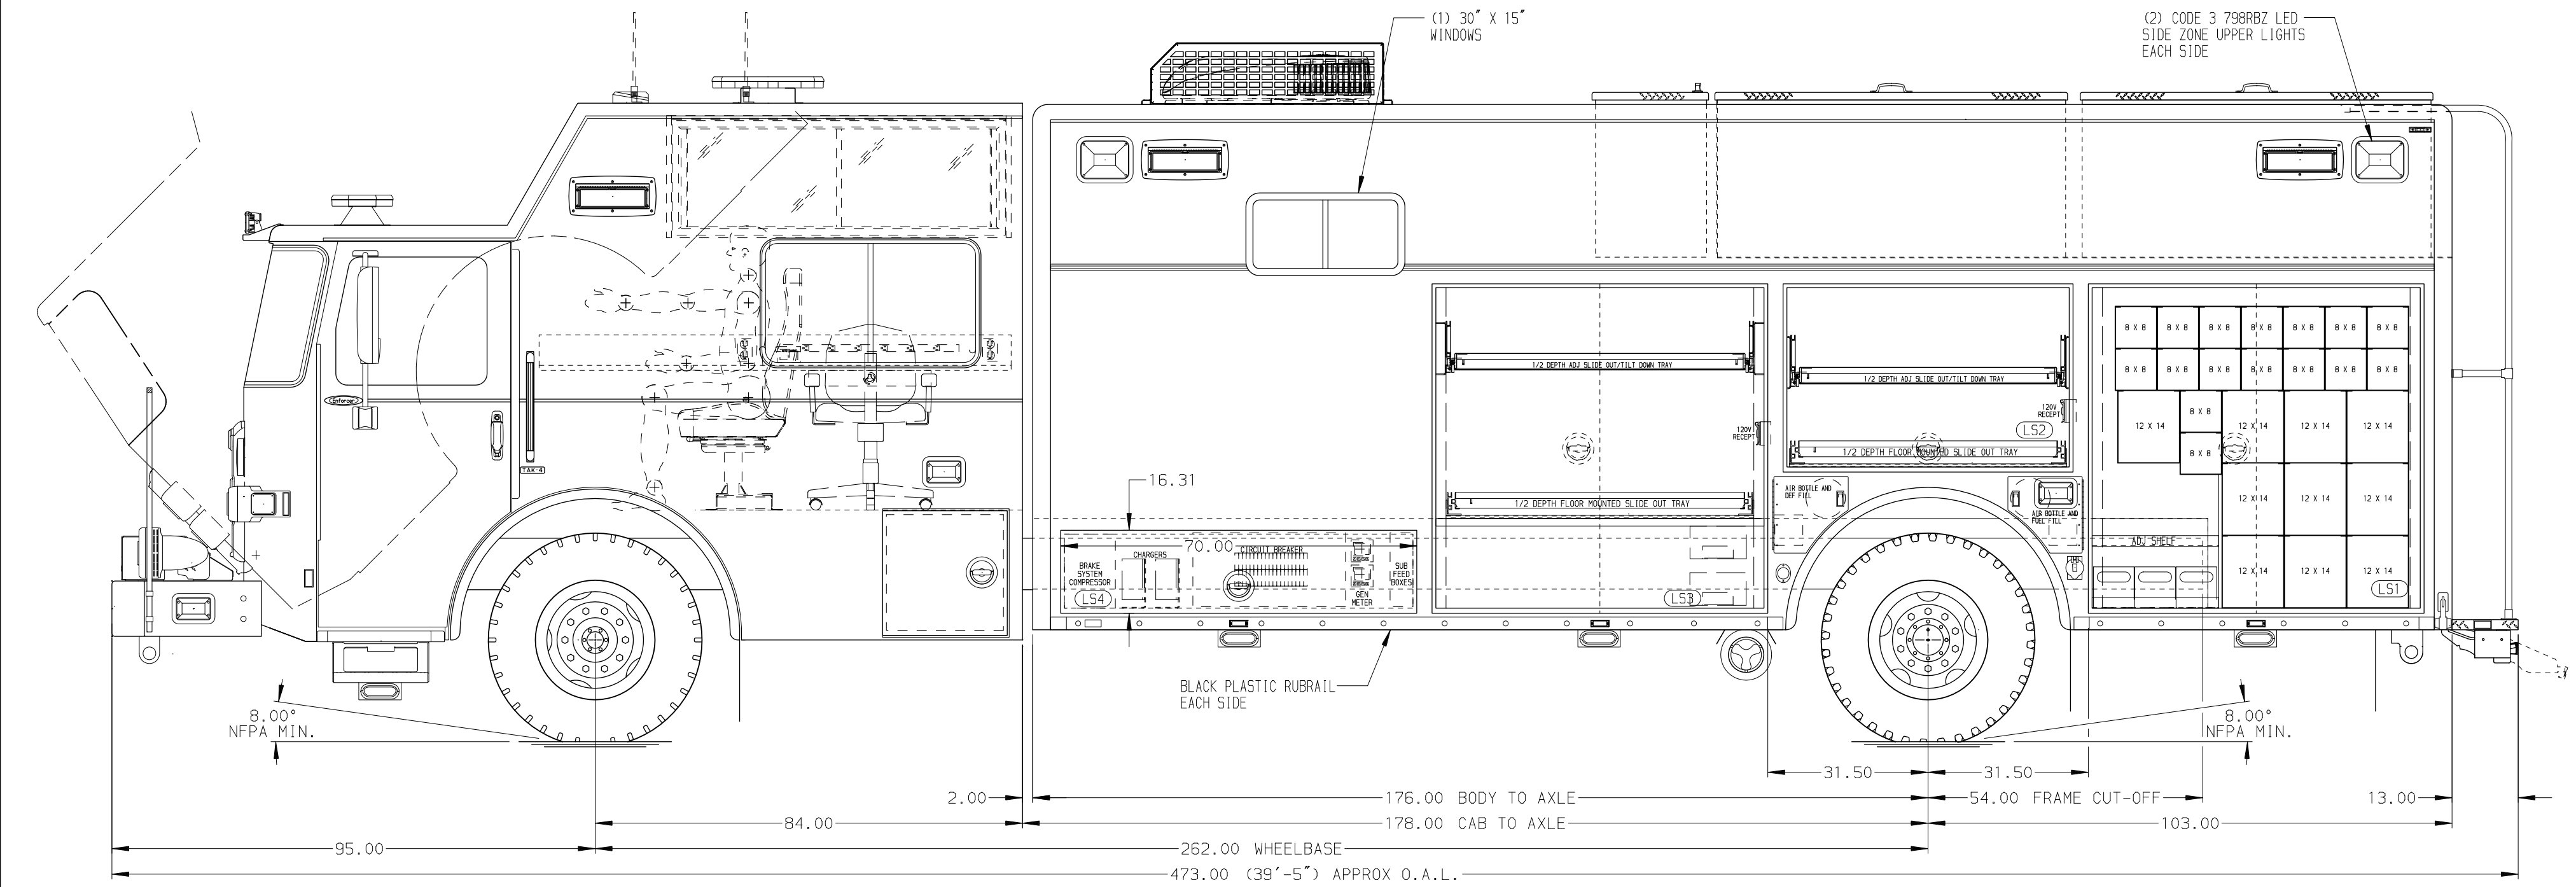 (1) 30" X 15"
WINDOWS
(2) CODE 3 798RBZ LED
SIDE ZONE UPPER LIGHTS
EACH SIDE
Enforcer
TAK-4
16.31
70.00
BRAKE
SYSTEM
COMPRESSOR
LS4
CHARGERS
CIRCUIT BREAKER
GEN
METER
SUB
FEED
BOXES
1/2 DEPTH ADJ SLIDE OUT/TILT DOWN TRAY
120V
RECEPT
1/2 DEPTH FLOOR MOUNTED SLIDE OUT TRAY
LS3
1/2 DEPTH ADJ SLIDE OUT/TILT DOWN TRAY
120V
RECEPT
LS2
1/2 DEPTH FLOOR MOUNTED SLIDE OUT TRAY
AIR BOTTLE AND
DEF FILL
AIR BOTTLE AND
FUEL FILL
8 X 8 8 X 8 8 X 8 8 X 8 8 X 8 8 X 8 8 X 8
8 X 8 8 X 8 8 X 8 8 X 8 8 X 8 8 X 8 8 X 8
12 X 14 8 X 8 12 X 14 12 X 14 12 X 14
8 X 8
12 X 14 12 X 14 12 X 14
ADJ SHELF
12 X 14 12 X 14 12 X 14
LS1
BLACK PLASTIC RUBRAIL
EACH SIDE
8.00°
NFPA MIN.
8.00°
NFPA MIN.
31.50 31.50
2.00 176.00 BODY TO AXLE 54.00 FRAME CUT-OFF 13.00
84.00 178.00 CAB TO AXLE 103.00
95.00 262.00 WHEELBASE
473.00 (39'-5") APPROX O.A.L.